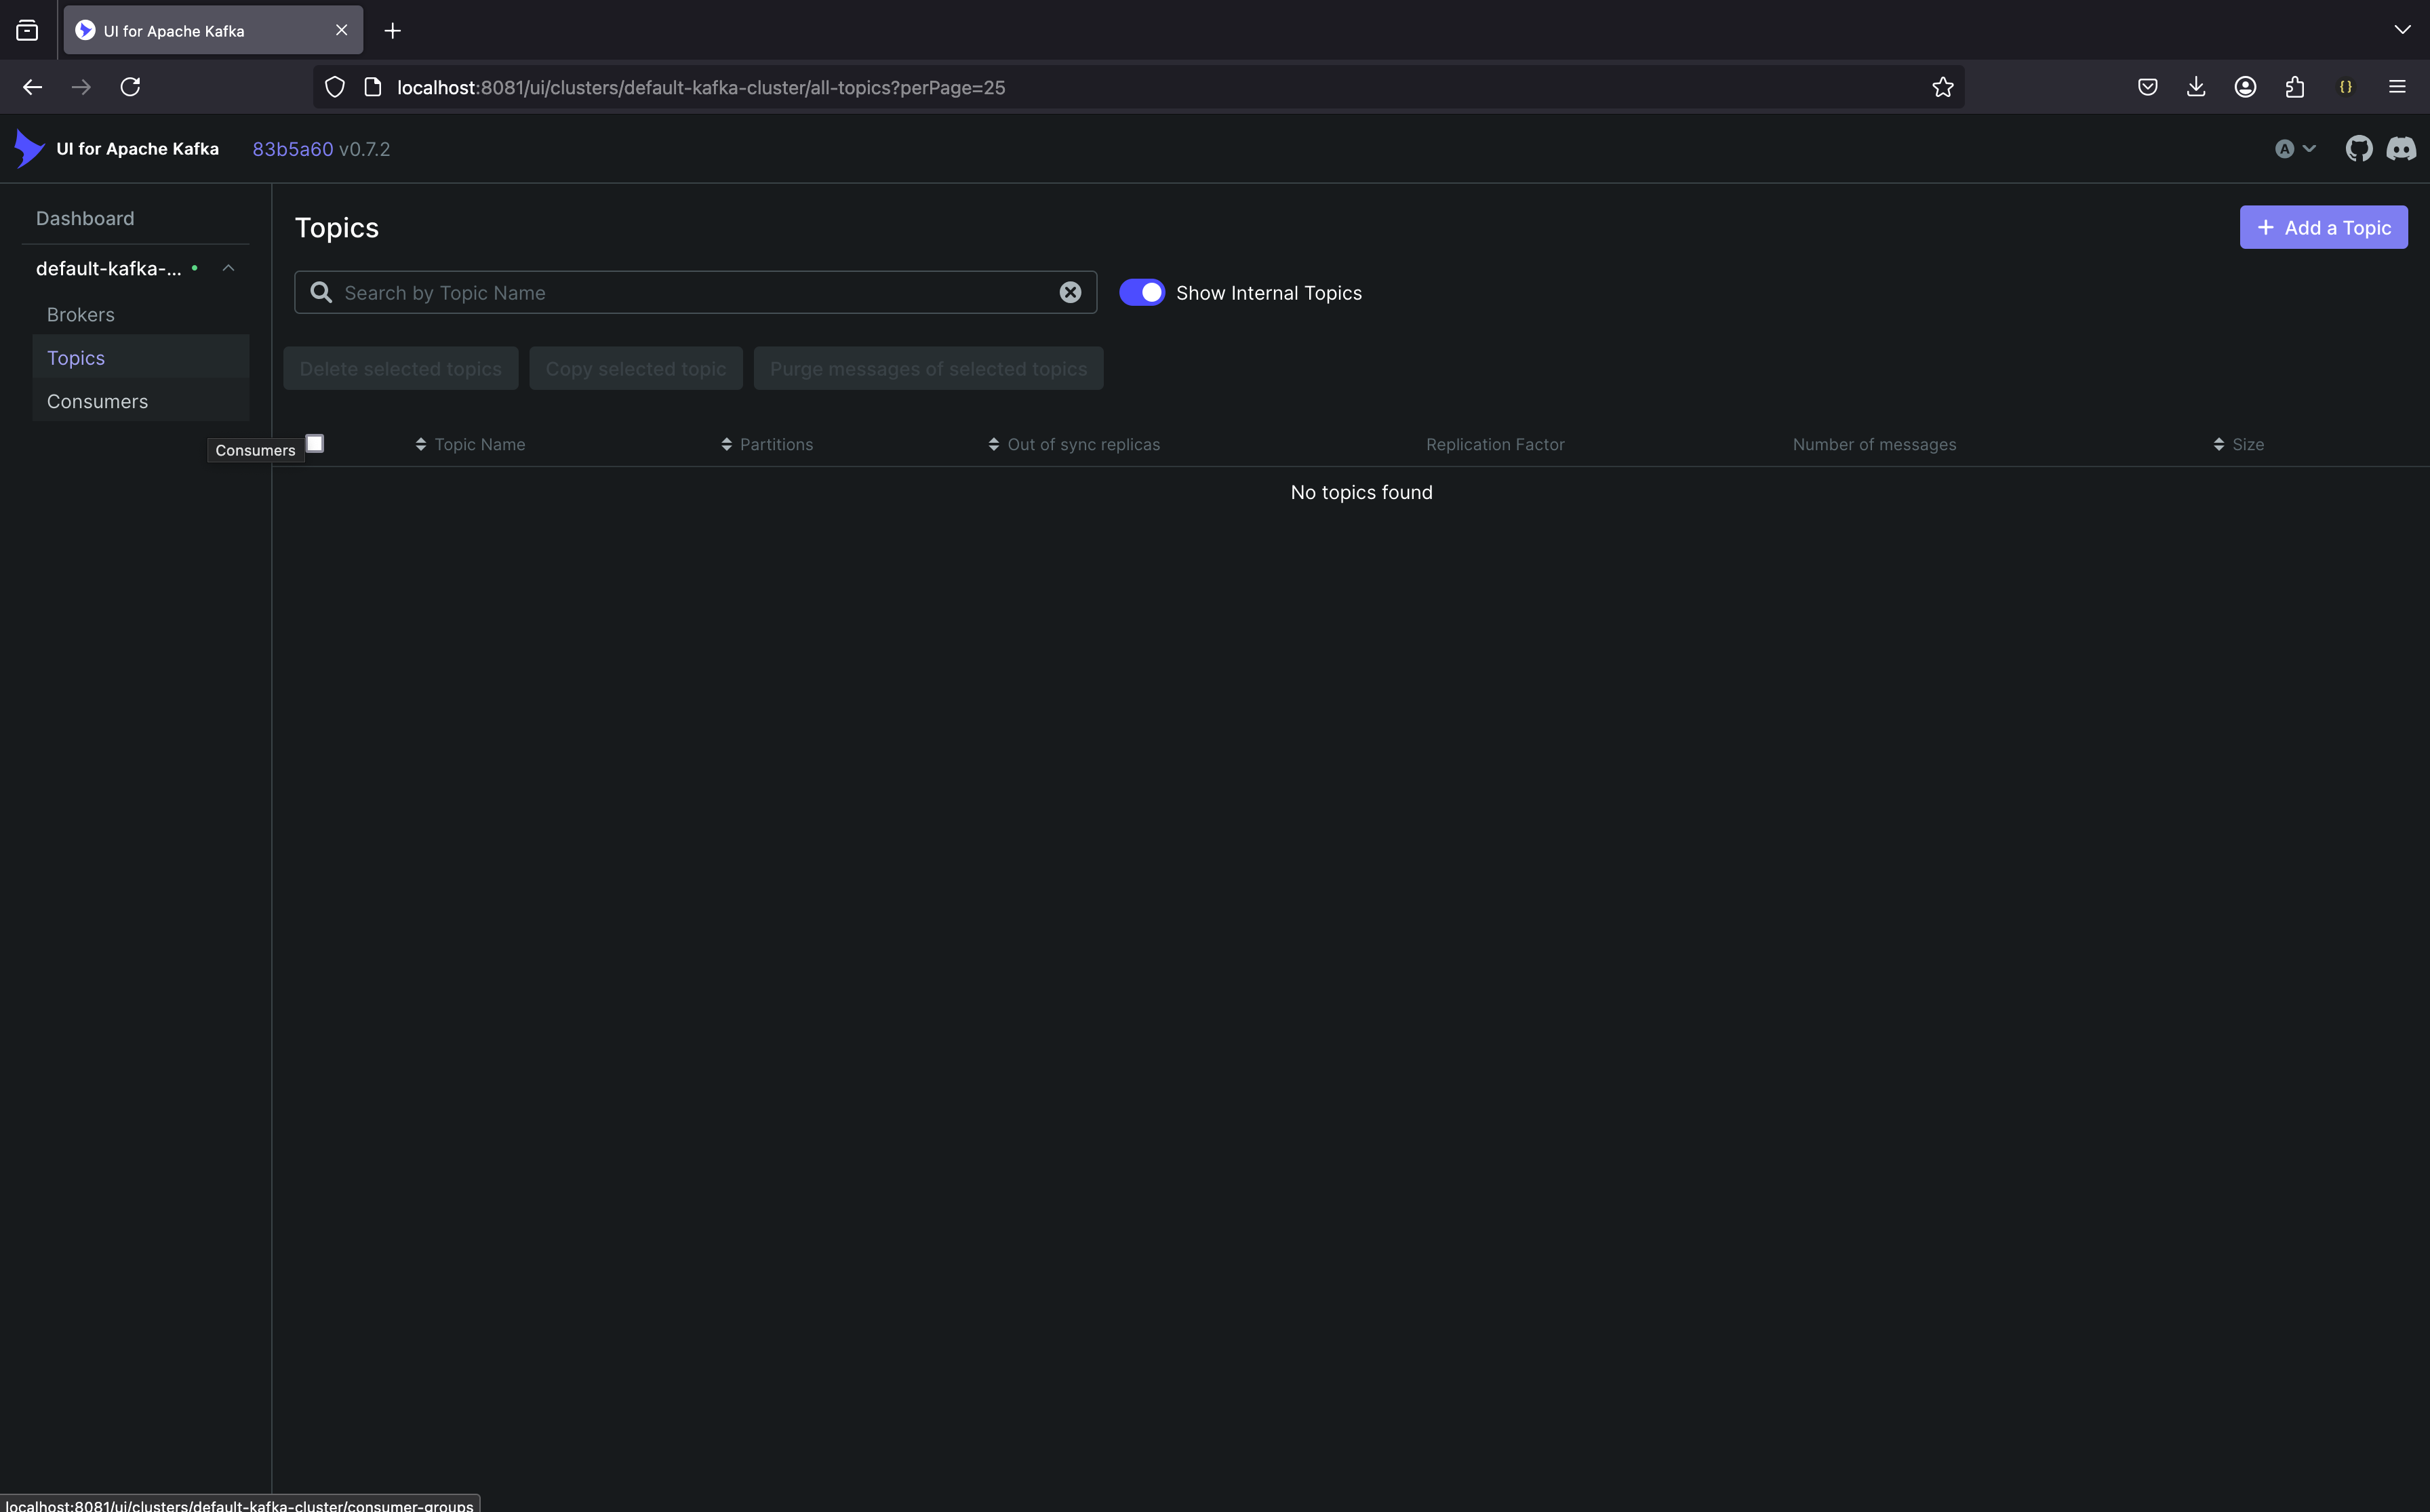 UI for Apache Kafka
localhost:8081/ui/clusters/default-kafka-cluster/all-topics?perPage=25
{}
UI for Apache Kafka 83b5a60 v0.7.2
A
Dashboard
default-kafka-...
Brokers
Topics
Consumers
Consumers
Topics
Add a Topic
Search by Topic Name
Show Internal Topics
Delete selected topics Copy selected topic Purge messages of selected topics
Topic Name Partitions Out of sync replicas Replication Factor Number of messages Size
No topics found
localhost:8081/ui/clusters/default-kafka-cluster/consumer-groups